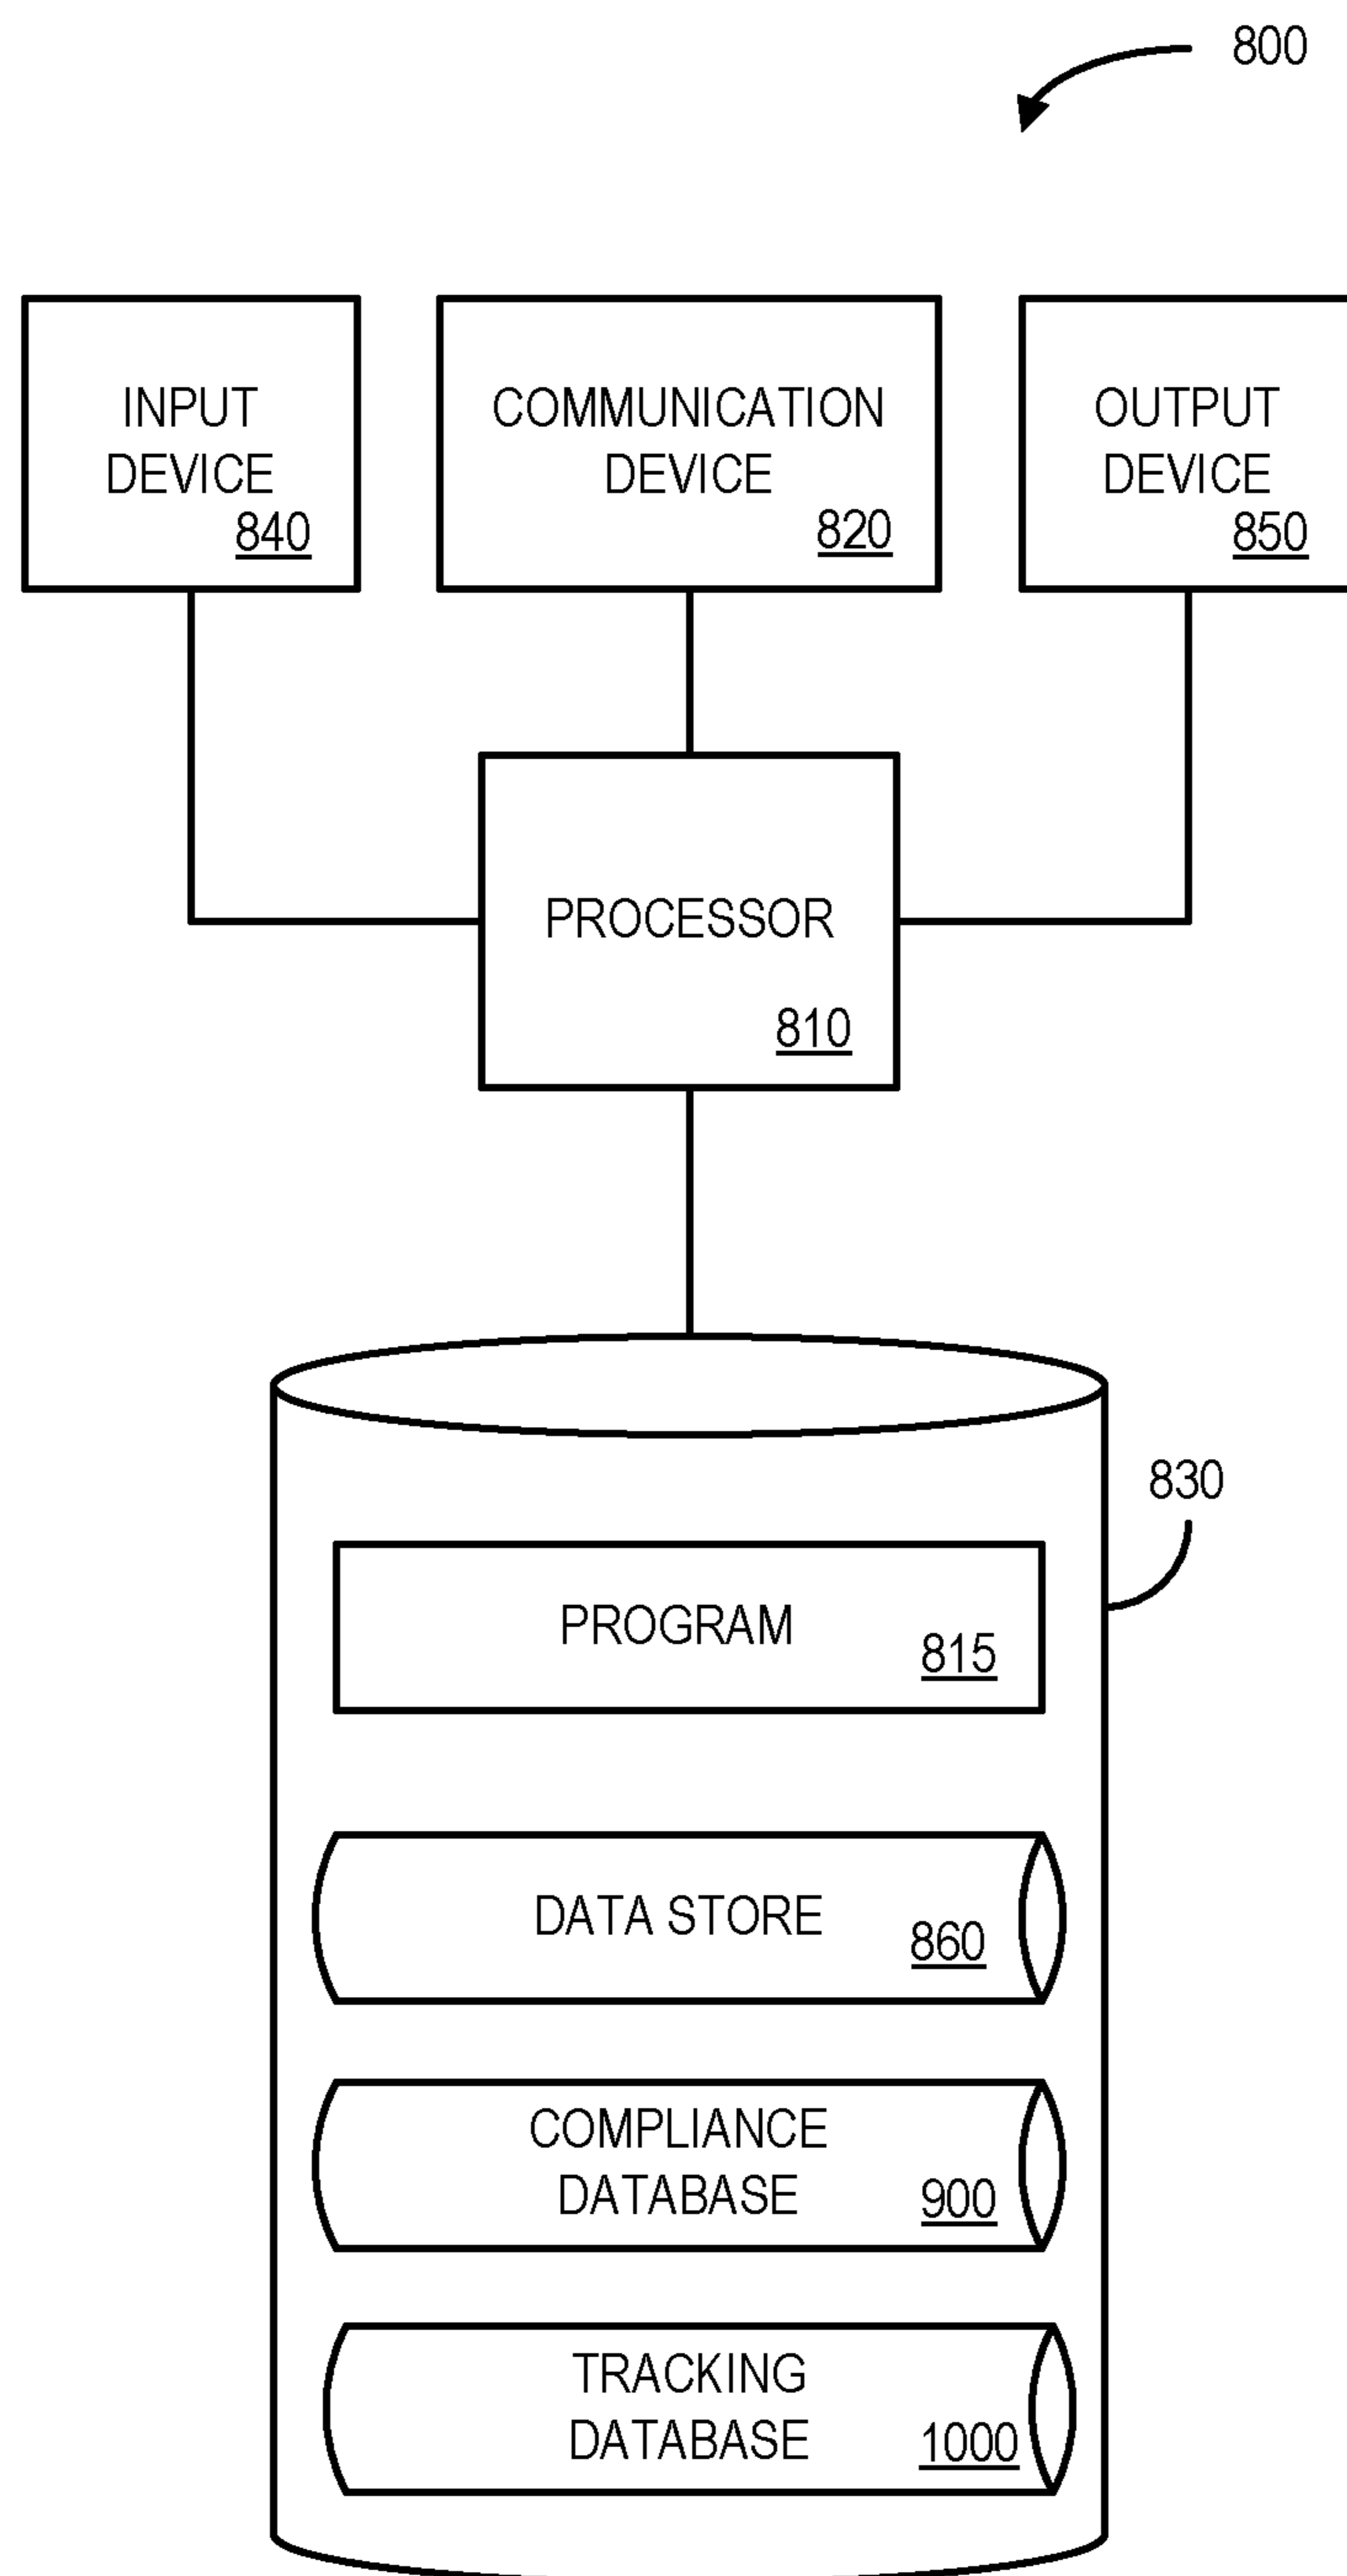 800
INPUT
DEVICE
840
COMMUNICATION
DEVICE
820
OUTPUT
DEVICE
850
PROCESSOR
810
830
PROGRAM
815
DATA STORE
860
COMPLIANCE
DATABASE
900
TRACKING
DATABASE
1000